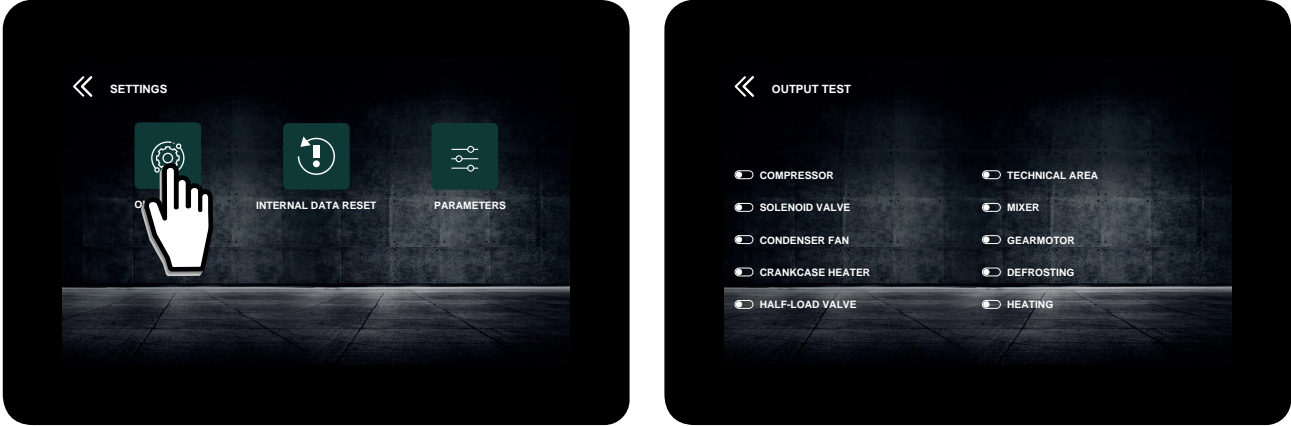 SETTINGS
INTERNAL DATA RESET
PARAMETERS
OUTPUT TEST
COMPRESSOR
SOLENOID VALVE
CONDENSER FAN
CRANKCASE HEATER
HALF-LOAD VALVE
TECHNICAL AREA
MIXER
GEARMOTOR
DEFROSTING
HEATING